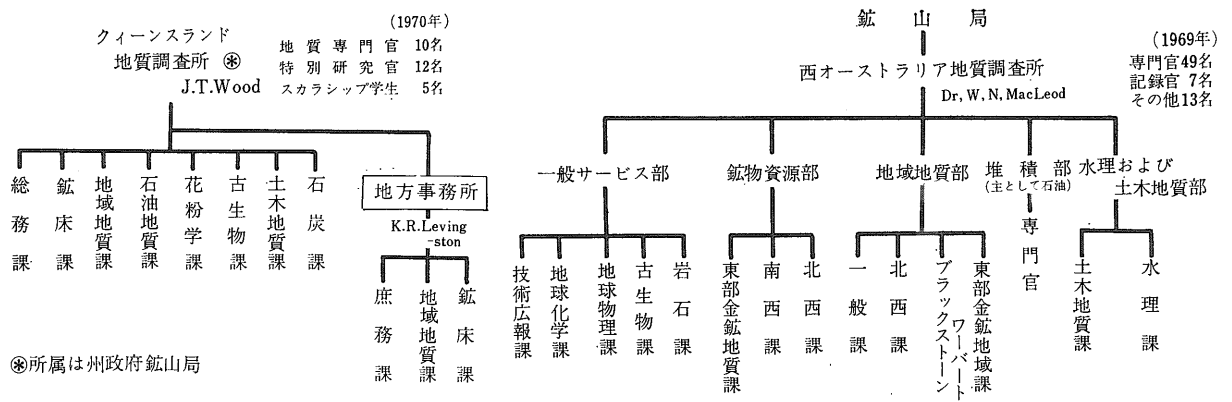 クィーンスランド
地質調査所 ㊕
J.T.Wood
(1970年)
地質専門官 10名
特別研究官 12名
スカラシップ学生 5名
総務課
鉱床課
地域地質課
石油地質課
花粉学課
古生物課
土木地質課
石炭課
地方事務所
K.R.Leving
-ston
庶務課
地域地質課
鉱床課
✽所属は州政府鉱山局
鉱山局
西オーストラリア地質調査所
Dr, W, N, MacLeod
(1969年)
専門官49名
記録官 7名
その他13名
一般サービス部
技術広報課
地球化学課
地球物理課
古生物課
岩石課
鉱物資源部
東部金鉱地質課
南西課
北西課
地域地質部
一般課
北西課
ブラックストーン
ワーバート
東部金鉱地域課
堆積部
(主として石油)
専門官
水理および
土木地質部
土木地質課
水理課